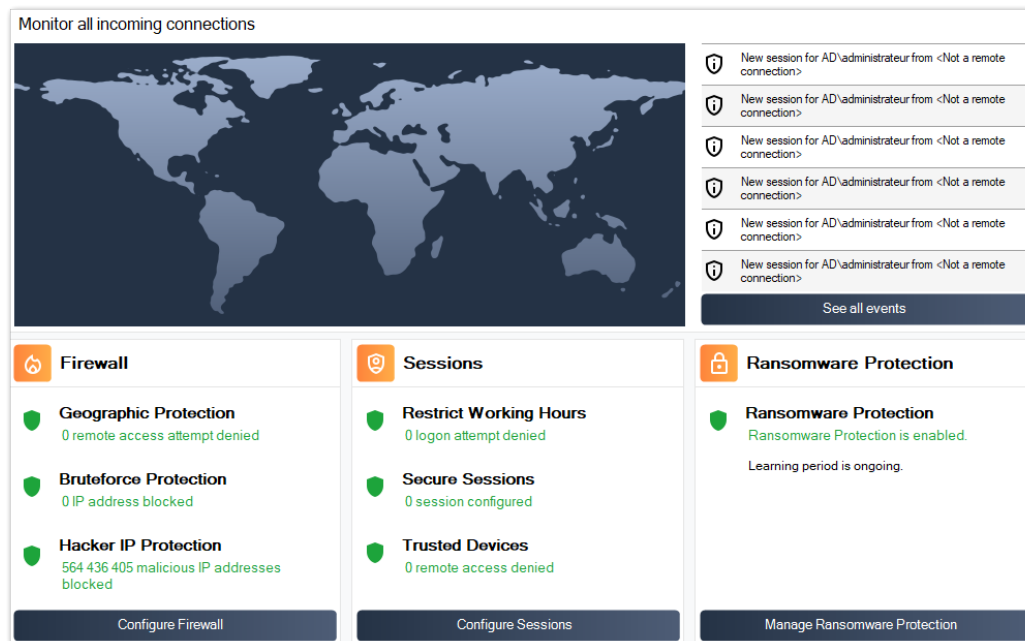 Monitor all incoming connections
New session for AD\administrateur from <Not a remote
connection>
New session for AD\administrateur from <Not a remote
connection>
New session for AD\administrateur from <Not a remote
connection>
New session for AD\administrateur from <Not a remote
connection>
New session for AD\administrateur from <Not a remote
connection>
New session for AD\administrateur from <Not a remote
connection>
See all events
Firewall
Geographic Protection
0 remote access attempt denied
Bruteforce Protection
0 IP address blocked
Hacker IP Protection
564 436 405 malicious IP addresses
blocked
Configure Firewall
Sessions
Restrict Working Hours
0 logon attempt denied
Secure Sessions
0 session configured
Trusted Devices
0 remote access denied
Configure Sessions
Ransomware Protection
Ransomware Protection
Ransomware Protection is enabled.
Learning period is ongoing.
Manage Ransomware Protection